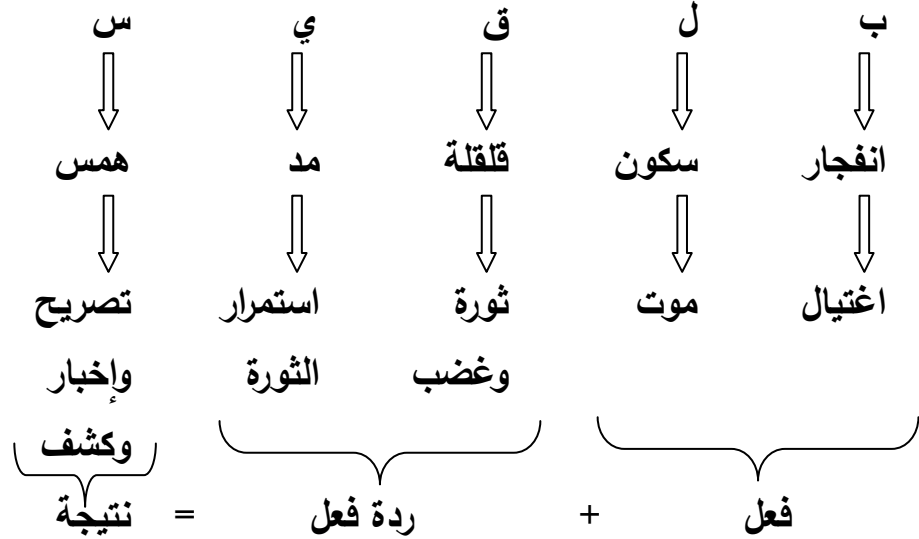 ب ل ق ي س
انفجار سكون قلقلة مد همس
اغتيال موت ثورة استمرار تصريح
وغضب الثورة وإخبار
وكشف
فعل + ردة فعل = نتيجة